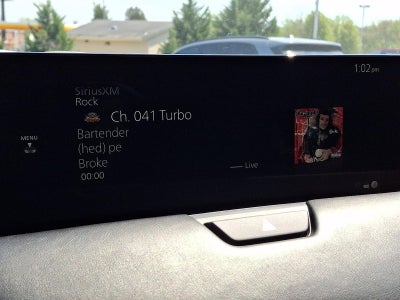 1:02 pm
SiriusXM
Rock
Ch. 041 Turbo
Bartender
(hed) pe
Broke
00:00
Live
MENU